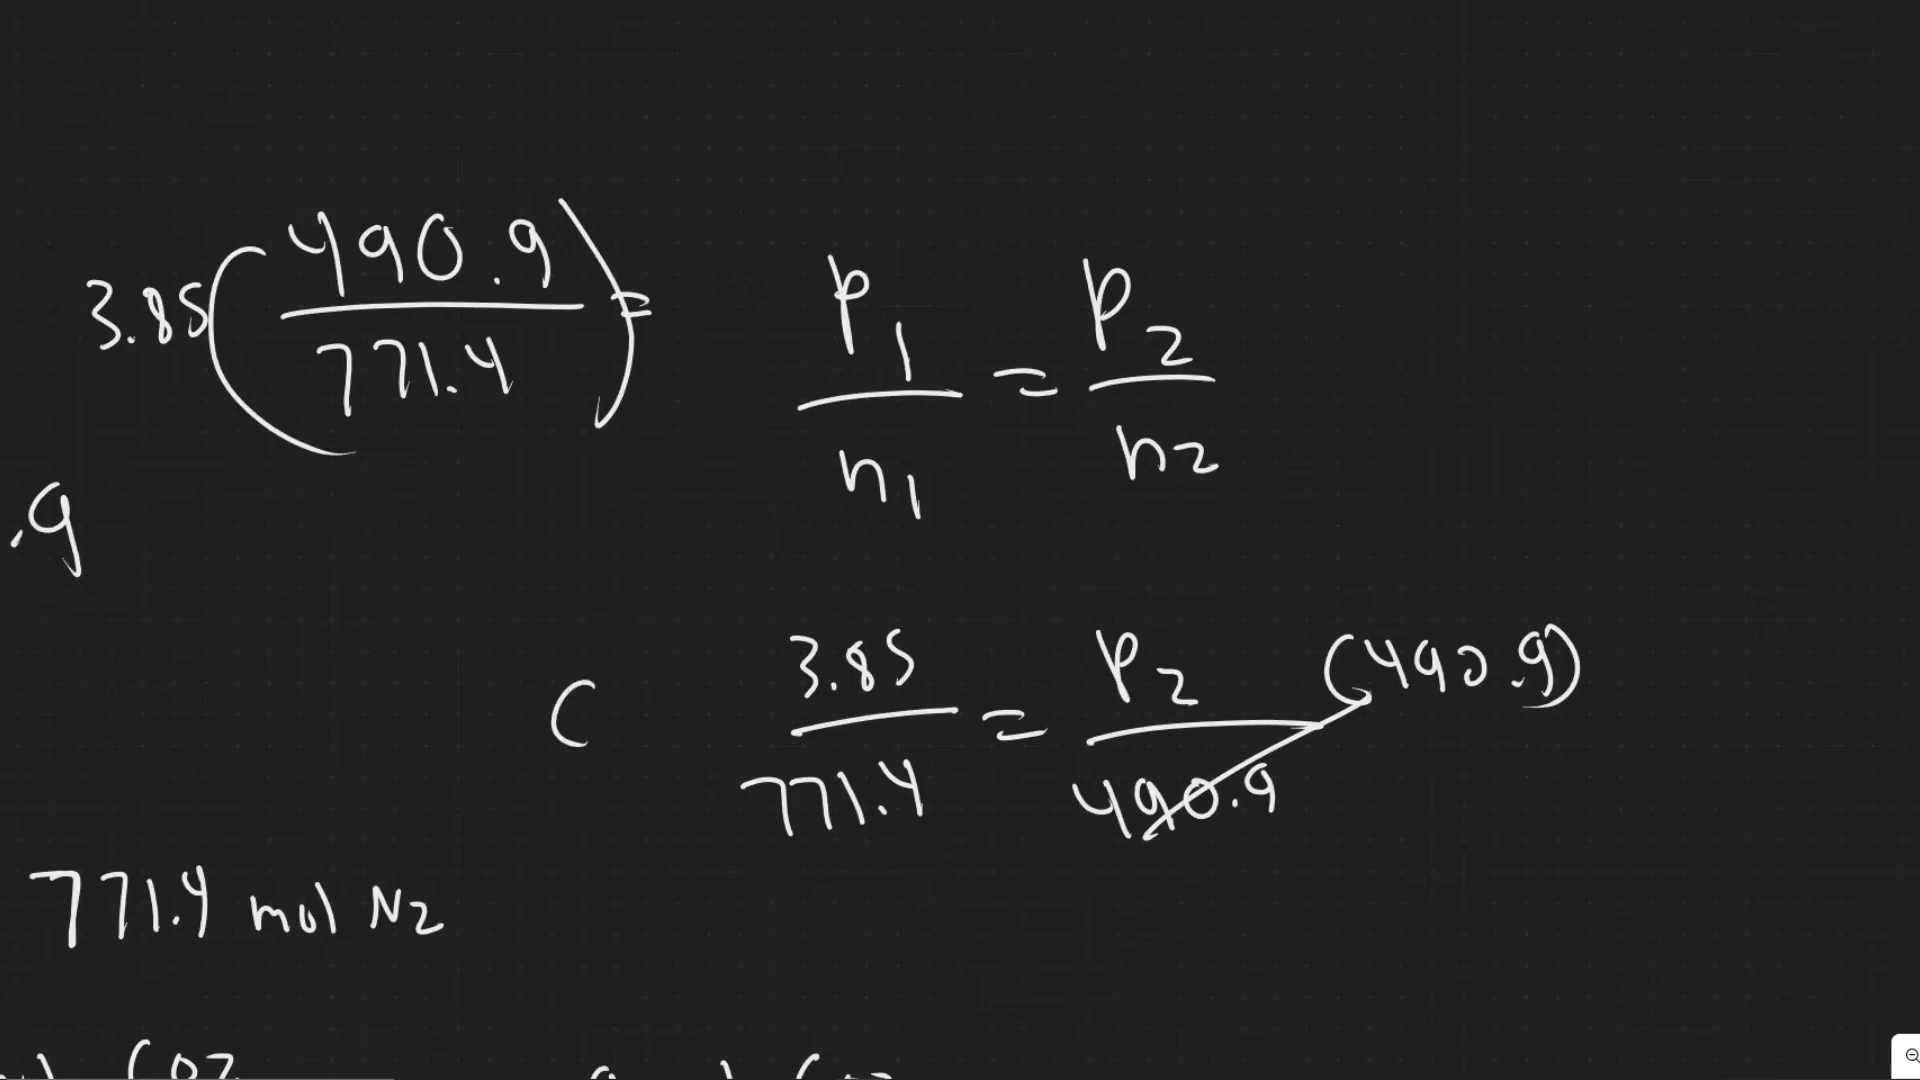 3.85(490.9/771.4)=
p1/n1 = p2/n2
.9
( 3.85/771.4 = p2/490.9 (490.9)
771.4 mol N2
CO2